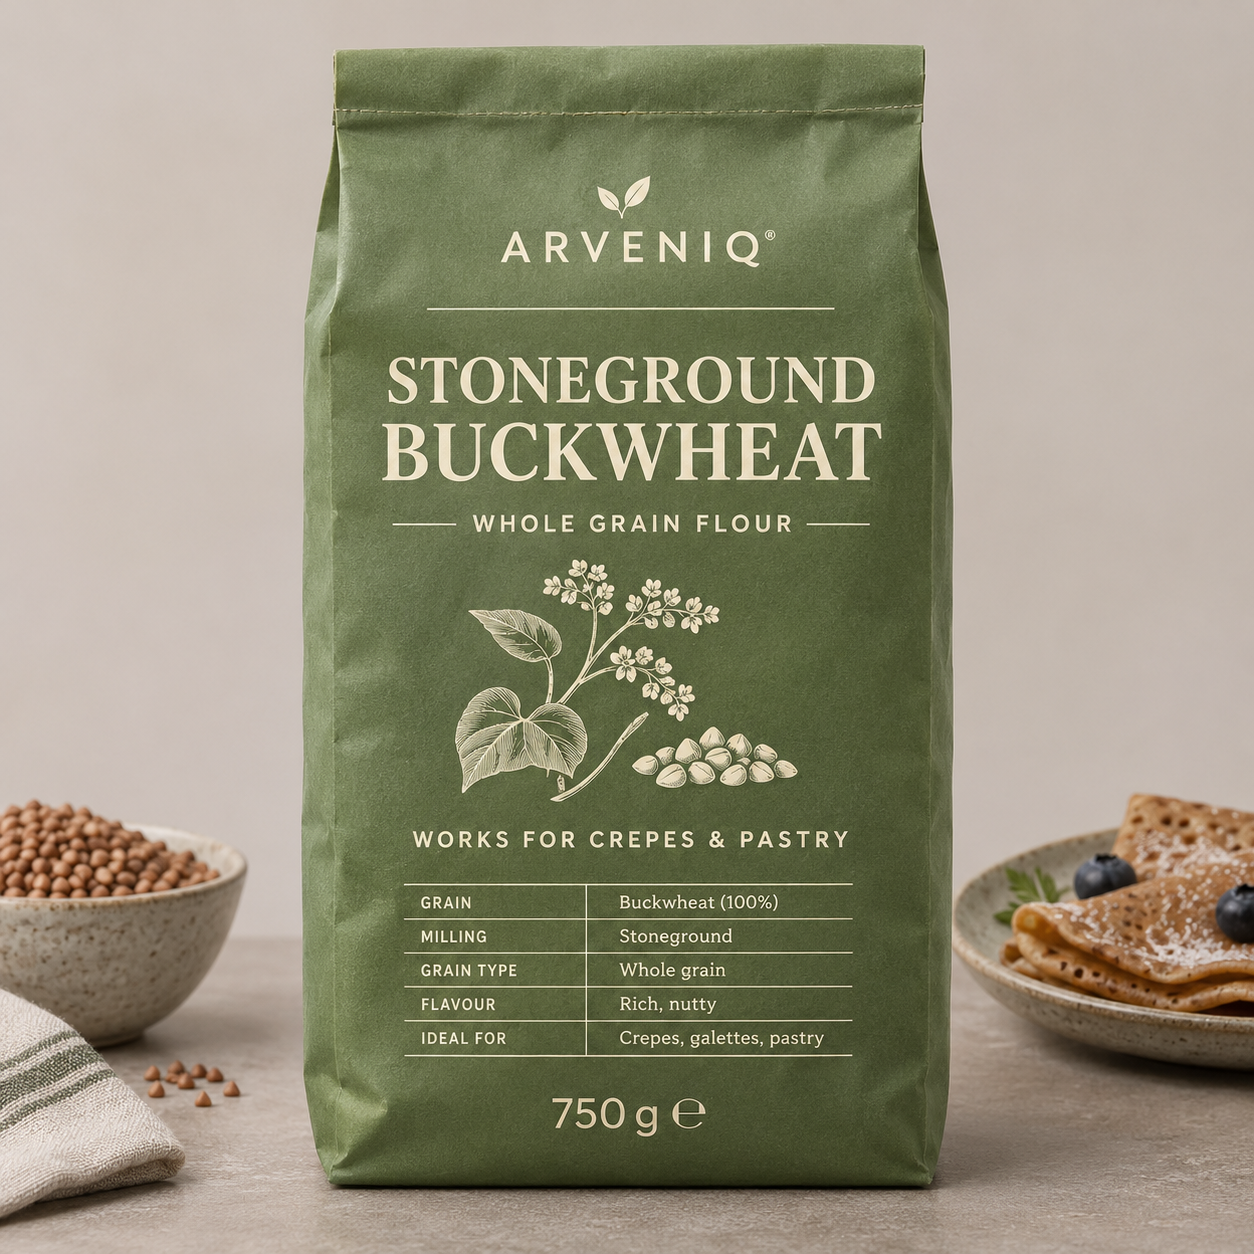 ARVENIQ®
STONEGROUND
BUCKWHEAT
WHOLE GRAIN FLOUR
WORKS FOR CREPES & PASTRY
GRAIN Buckwheat (100%)
MILLING Stoneground
GRAIN TYPE Whole grain
FLAVOUR Rich, nutty
IDEAL FOR Crepes, galettes, pastry
750 g ℮